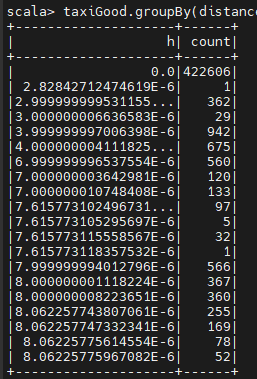 scala> taxiGood.groupBy(distanc
+--------------------+------+
|                   h| count|
+--------------------+------+
|                 0.0|422606|
| 2.82842712474619E-6|     1|
|2.999999999531155...|   362|
|3.000000006636583E-6|    29|
|3.999999997006398E-6|   942|
|4.000000004111825...|   675|
|6.999999996537554E-6|   560|
|7.000000003642981E-6|   120|
|7.000000010748408E-6|   133|
|7.615773102496731...|    97|
|7.615773105295697E-6|     5|
|7.615773115558567E-6|    32|
|7.615773118357532E-6|     1|
|7.999999994012796E-6|   566|
|8.000000001118224E-6|   367|
|8.000000008223651E-6|   360|
|8.062257743807061E-6|   255|
|8.062257747332341E-6|   169|
| 8.06225775614554E-6|    78|
| 8.06225775967082E-6|    52|
+--------------------+------+